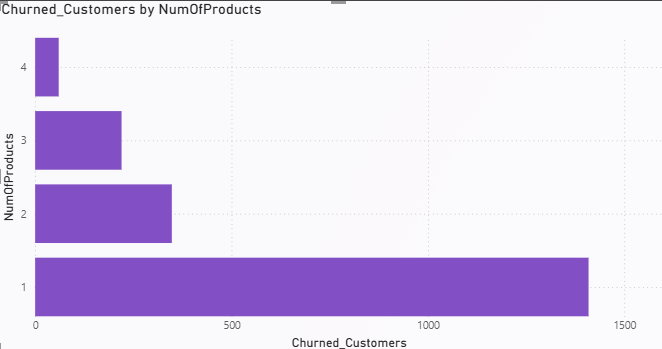 Churned_Customers by NumOfProducts
NumOfProducts
4
3
2
1
0 500 1000 1500
Churned_Customers